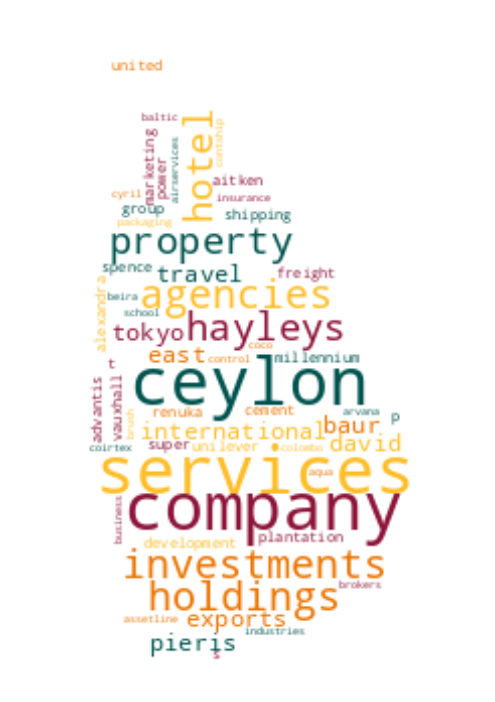 united
baltic
hotel
contship
marketing
power
airservices
aitken
cyril
insurance
group
shipping
packaging
property
spence
travel
freight
alexandra
beira
agencies
school
tokyo
hayleys
coco
t
east
control
millennium
ceylon
advantis
vauxhall
brush
renuka
cement
arvana
p
baur
international
david
super
unilever
colombo
coirtex
services
aqua
company
business
plantation
development
investments
brokers
holdings
exports
assetline
industries
pieris
s